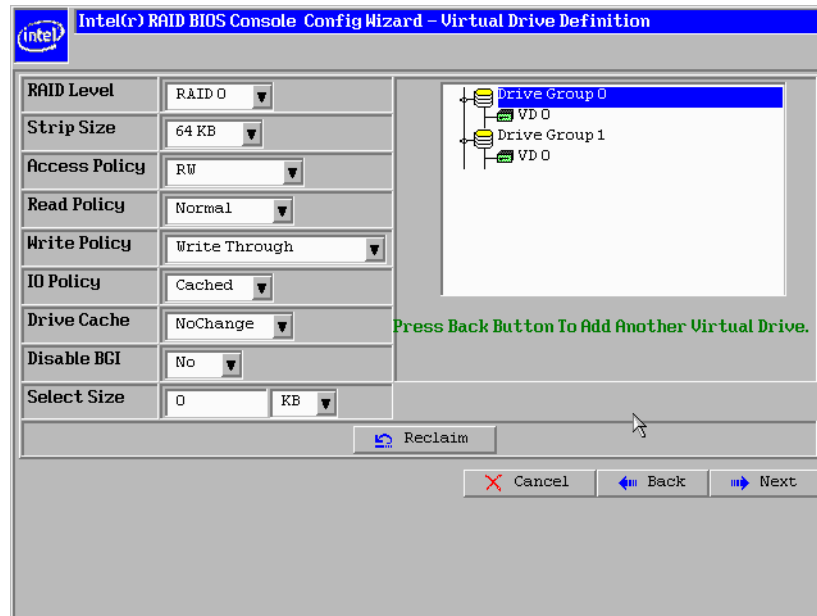 intel
Intel(r) RAID BIOS Console Config Wizard – Virtual Drive Definition
RAID Level RAID 0
Strip Size 64 KB
Access Policy RW
Read Policy Normal
Write Policy Write Through
IO Policy Cached
Drive Cache NoChange
Disable BGI No
Select Size 0 KB
Drive Group 0
VD 0
Drive Group 1
VD 0
Press Back Button To Add Another Virtual Drive.
Reclaim
Cancel Back Next